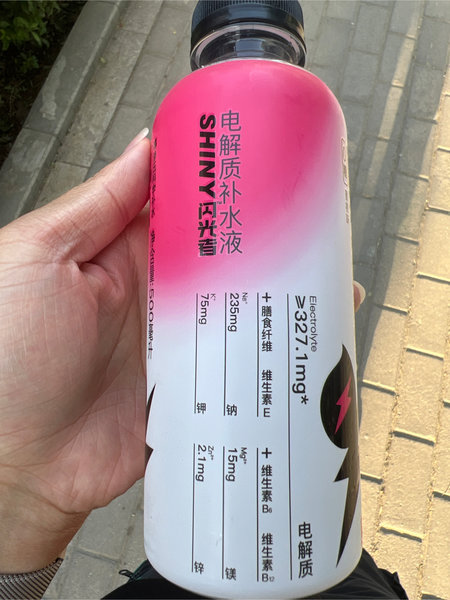 电解质补水液
SHINY闪光者
Electrolyte
≥327.1mg*
电解质
+膳食纤维 维生素E
+维生素B6 维生素B12
Na⁺
235mg
钠
Mg²⁺
15mg
镁
K⁺
75mg
钾
Zn²⁺
2.1mg
锌